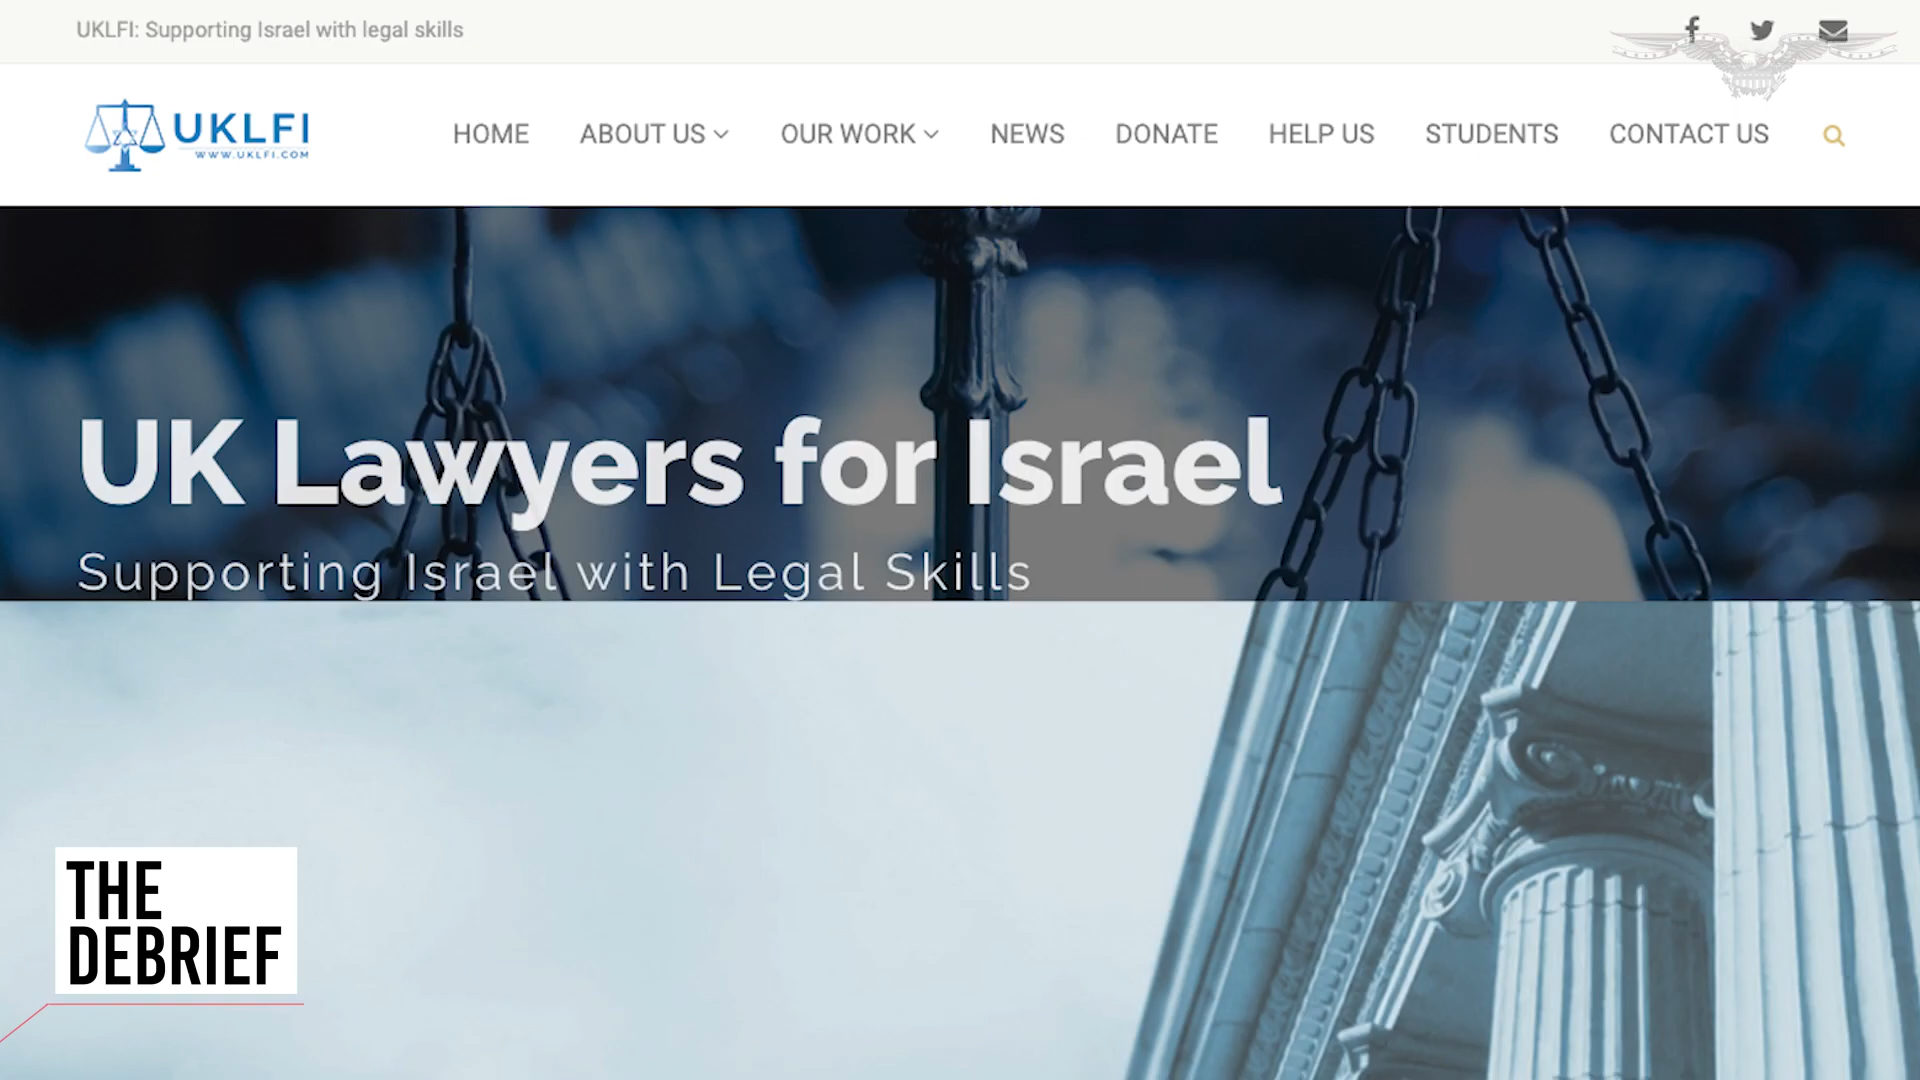 UKLFI: Supporting Israel with legal skills
UKLFI
WWW.UKLFI.COM
HOME ABOUT US OUR WORK NEWS DONATE HELP US STUDENTS CONTACT US
UK Lawyers for Israel
Supporting Israel with Legal Skills
THE
DEBRIEF